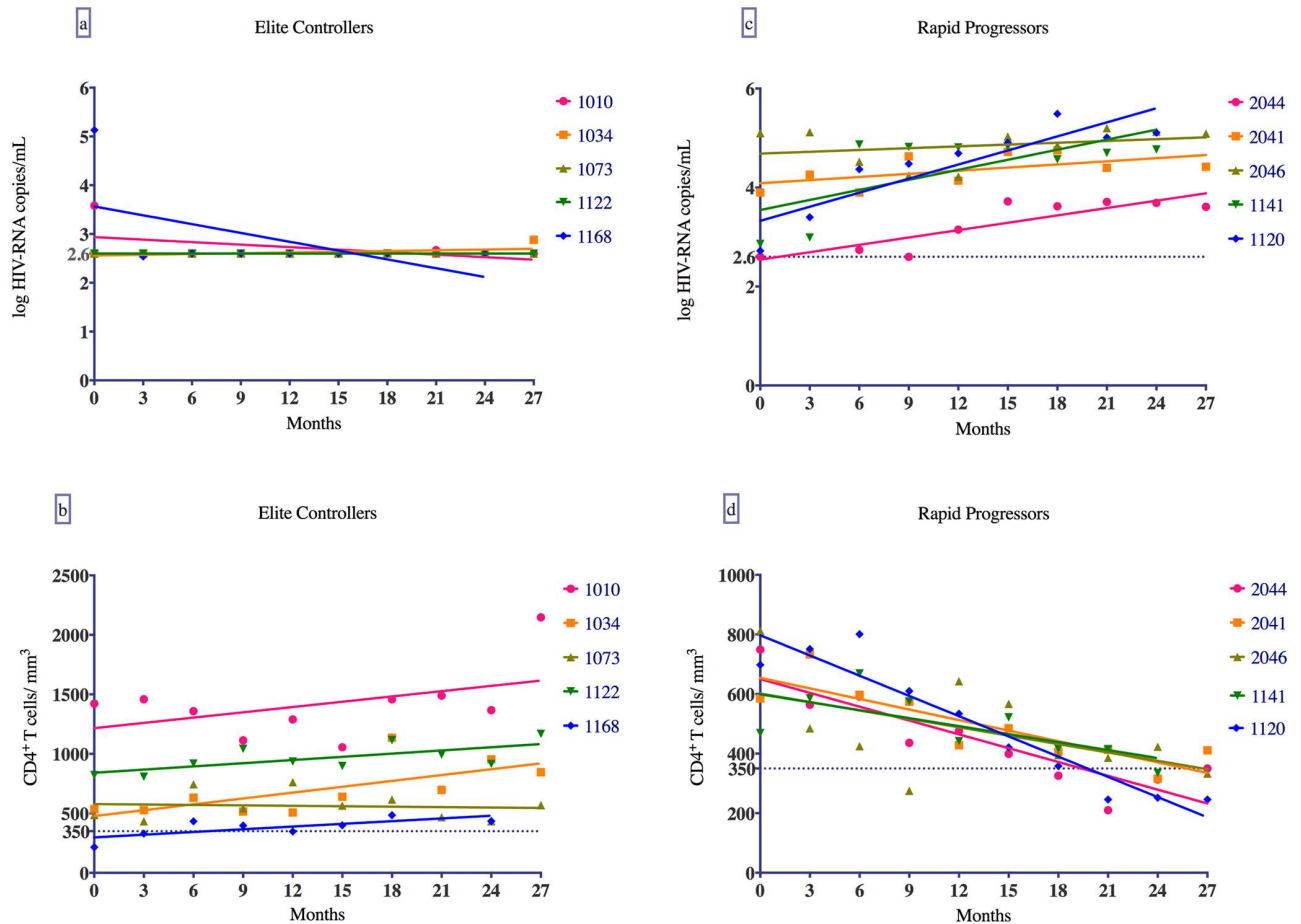 a
Elite Controllers
log HIV-RNA copies/mL
6
5
4
3
2.6
2
1
0
0 3 6 9 12 15 18 21 24 27
Months
1010
1034
1073
1122
1168
c
Rapid Progressors
log HIV-RNA copies/mL
6
4
2.6
2
0
0 3 6 9 12 15 18 21 24 27
Months
2044
2041
2046
1141
1120
b
Elite Controllers
CD4+ T cells/ mm3
2500
2000
1500
1000
500
350
0
0 3 6 9 12 15 18 21 24 27
Months
1010
1034
1073
1122
1168
d
Rapid Progressors
CD4+ T cells/ mm3
1000
800
600
400
350
200
0
0 3 6 9 12 15 18 21 24 27
Months
2044
2041
2046
1141
1120